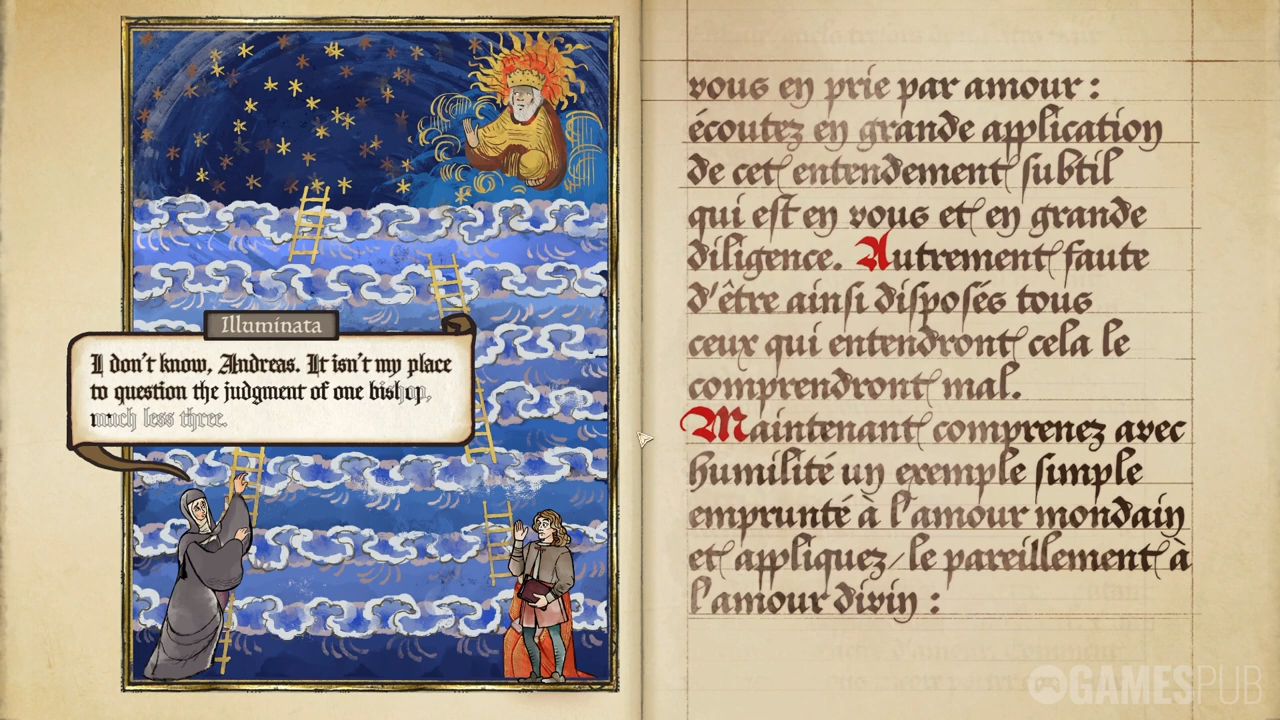 Illuminata
I don't know, Andreas. It isn't my place
to question the judgment of one bishop,
much less three.
vous en prie par amour :
écoutez en grande application
de cet entendement subtil
qui est en vous et en grande
diligence. Autrement faute
d'être ainsi disposés tous
ceux qui entendront cela le
comprendront mal.
Maintenant comprenez avec
humilité un exemple simple
emprunté à l'amour mondain
et appliquez-le pareillement à
l'amour divin :
GAMESPUB